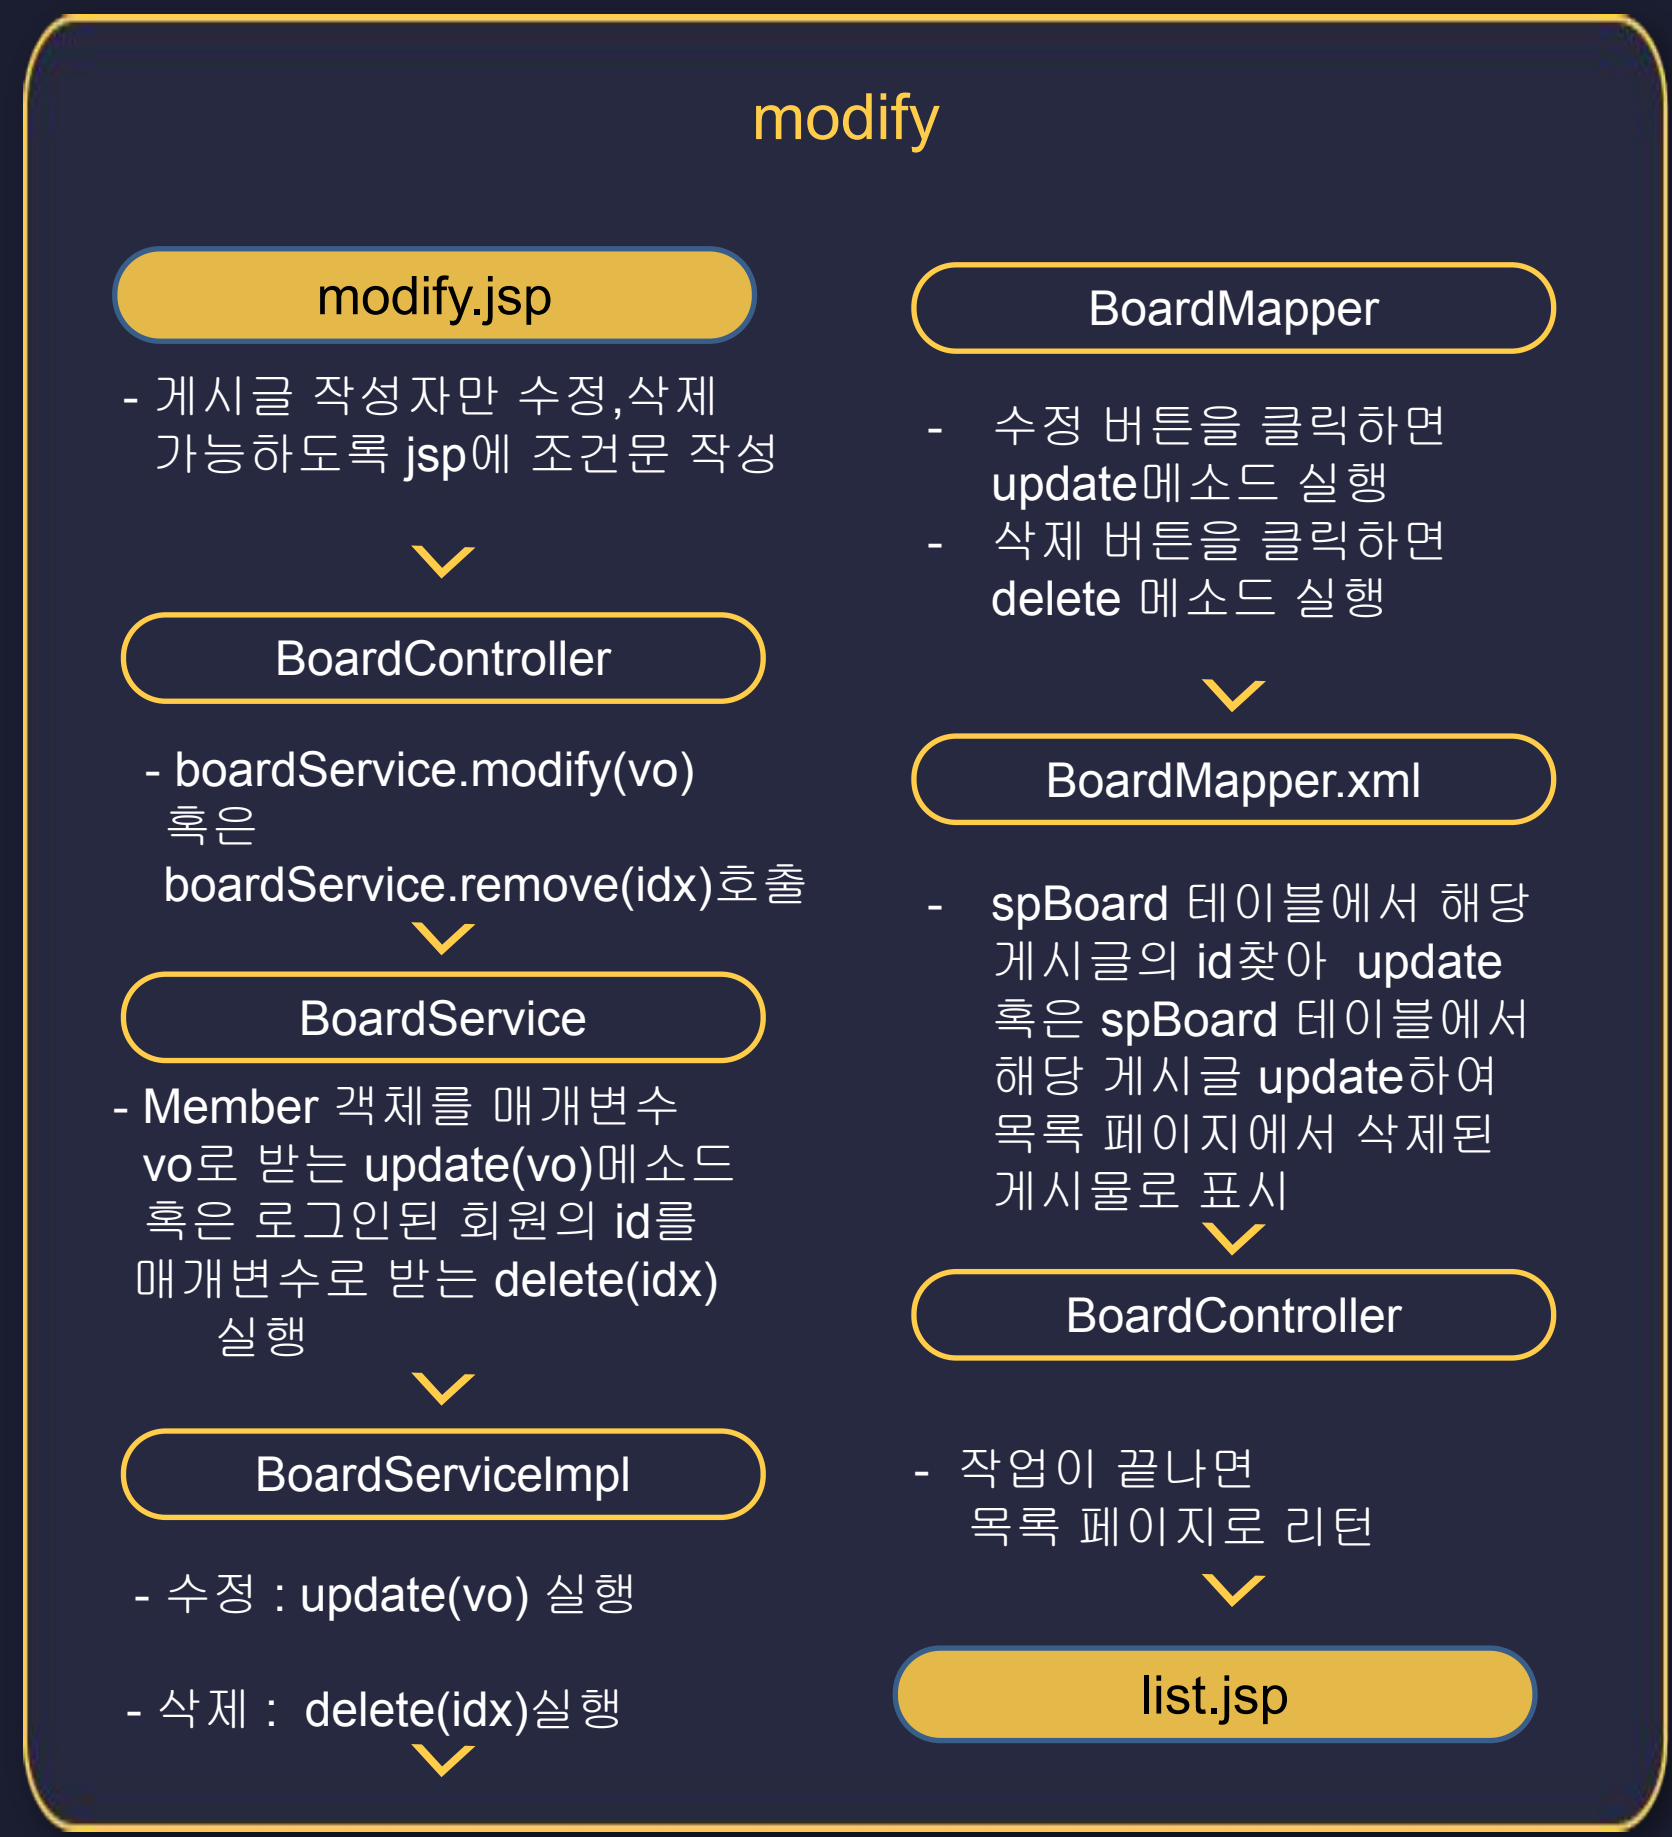 modify
modify.jsp
- 게시글 작성자만 수정,삭제
가능하도록 jsp에 조건문 작성
BoardController
- boardService.modify(vo)
혹은
boardService.remove(idx)호출
BoardService
- Member 객체를 매개변수
vo로 받는 update(vo)메소드
혹은 로그인된 회원의 id를
매개변수로 받는 delete(idx)
실행
BoardServiceImpl
- 수정 : update(vo) 실행
- 삭제 : delete(idx)실행
BoardMapper
- 수정 버튼을 클릭하면
update메소드 실행
- 삭제 버튼을 클릭하면
delete 메소드 실행
BoardMapper.xml
- spBoard 테이블에서 해당
게시글의 id찾아 update
혹은 spBoard 테이블에서
해당 게시글 update하여
목록 페이지에서 삭제된
게시물로 표시
BoardController
- 작업이 끝나면
목록 페이지로 리턴
list.jsp